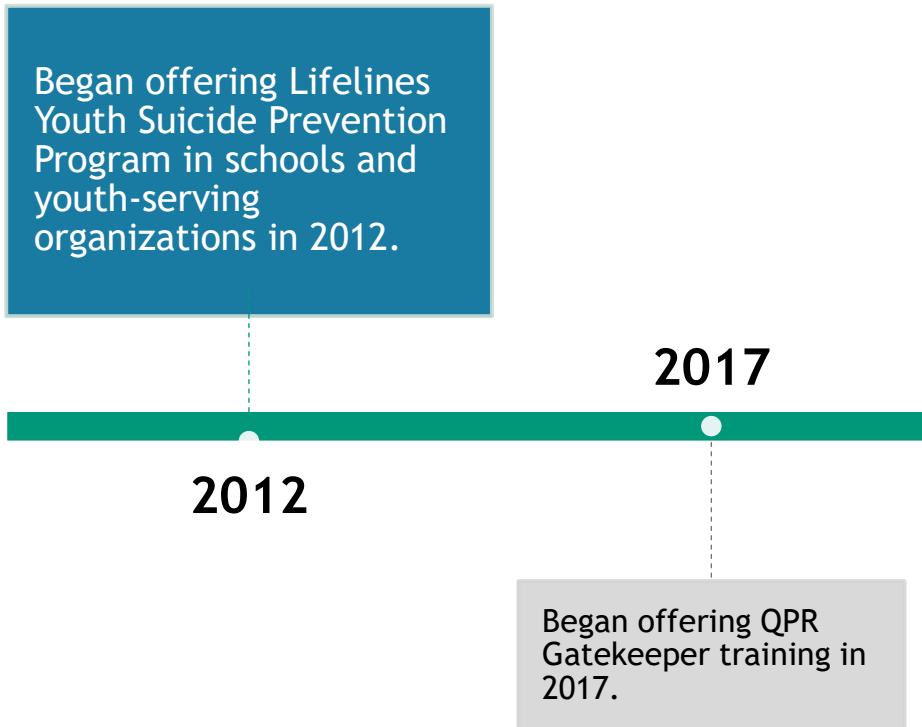 Began offering Lifelines
Youth Suicide Prevention
Program in schools and
youth-serving
organizations in 2012.
2017
2012
Began offering QPR
Gatekeeper training in
2017.